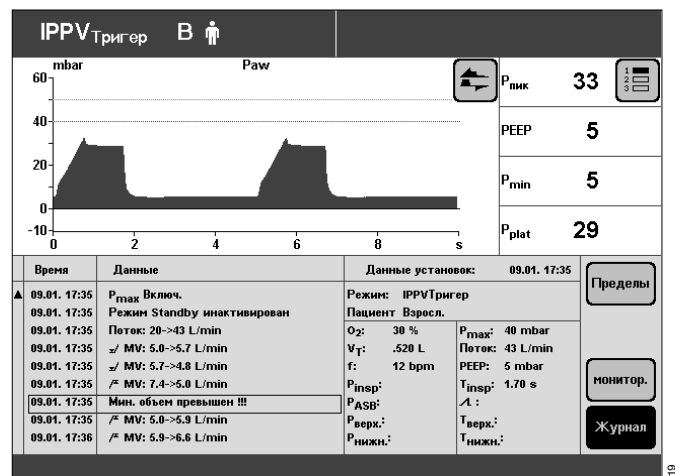 IPPVТригер В
mbar Paw
60
40
20
0
-10
0 2 4 6 8 s
Pпик 33
1
2
3
PEEP 5
Pmin 5
Pplat 29
Время Данные
09.01. 17:35 Pmax Включ.
09.01. 17:35 Режим Standby инактивирован
09.01. 17:35 Поток: 20->43 L/min
09.01. 17:35 MV: 5.0->5.7 L/min
09.01. 17:35 MV: 5.7->4.8 L/min
09.01. 17:35 MV: 7.4->5.0 L/min
09.01. 17:35 Мин. объем превышен !!!
09.01. 17:35 MV: 5.0->5.9 L/min
09.01. 17:36 MV: 5.9->6.6 L/min
Данные установок: 09.01. 17:35
Режим: IPPVТригер
Пациент Взросл.
O2: 30 % Pmax: 40 mbar
VT: .520 L Поток: 43 L/min
f: 12 bpm PEEP: 5 mbar
Pinsp: Tinsp: 1.70 s
PASB: :
Pверх.: Tверх.:
Pнижн.: Tнижн.:
Пределы
монитор.
Журнал
19